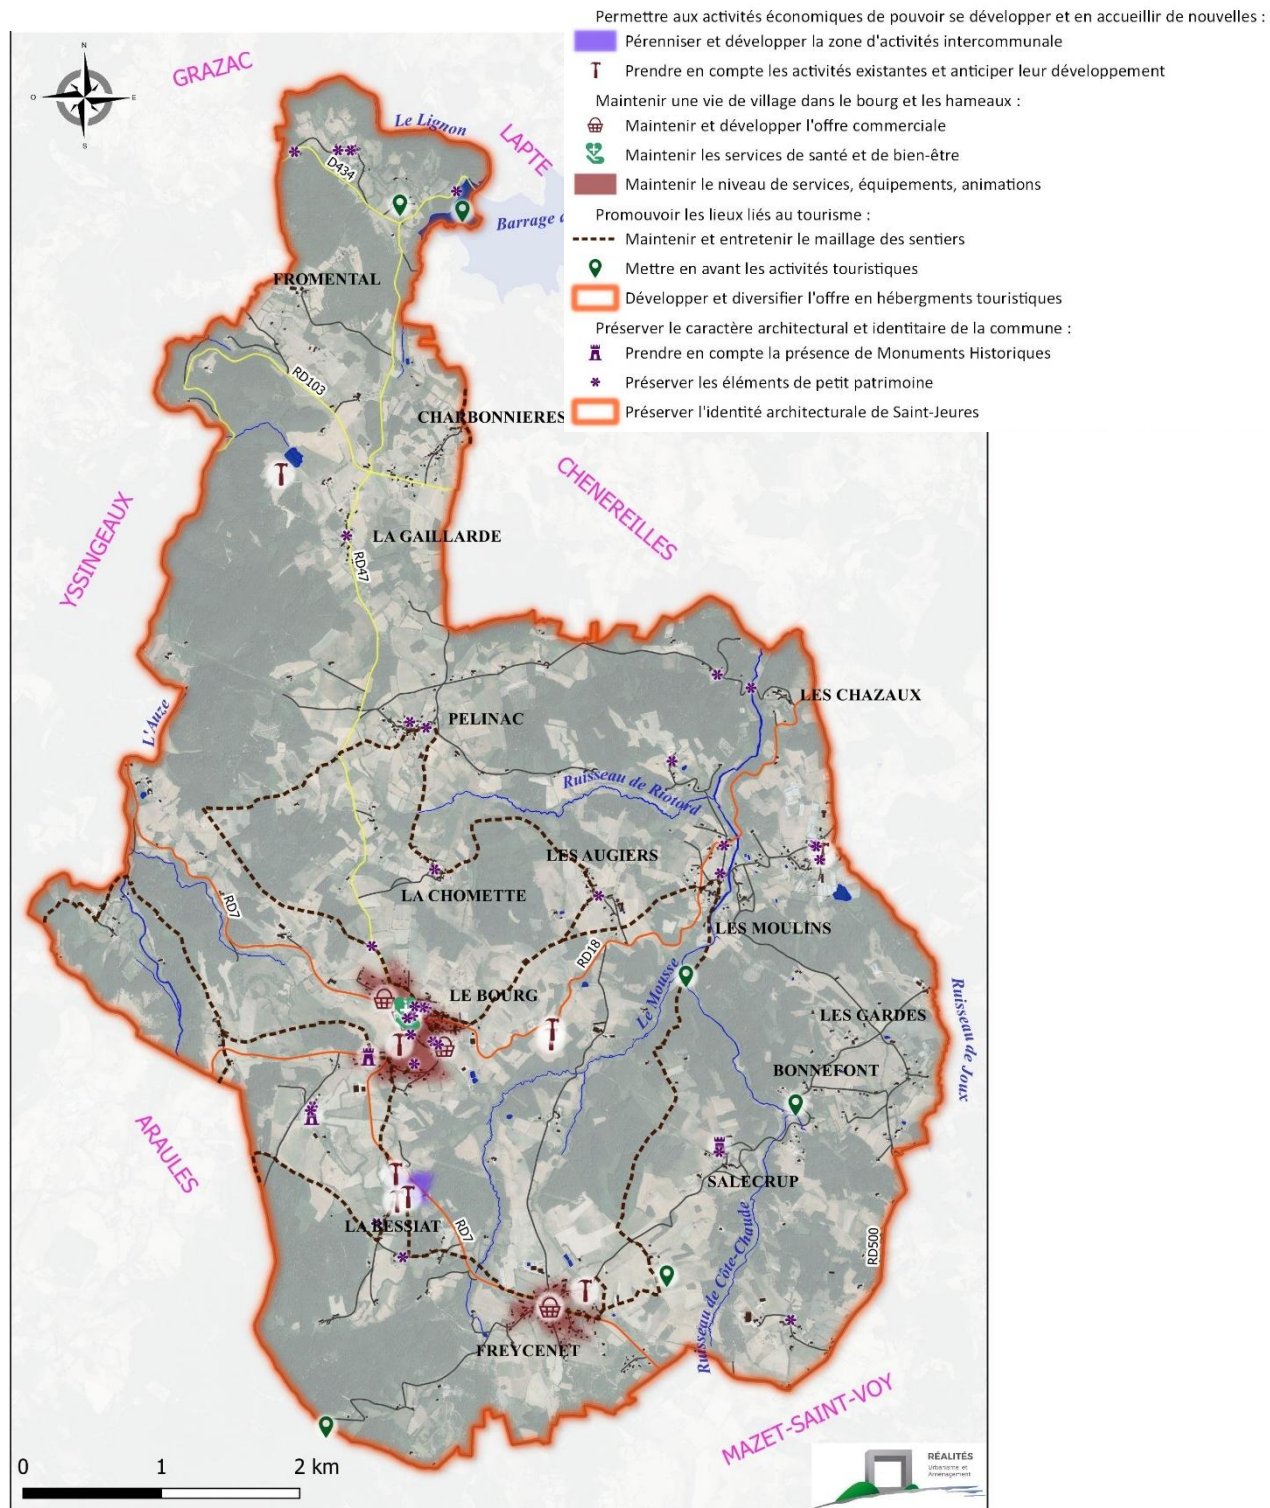 Permettre aux activités économiques de pouvoir se développer et en accueillir de nouvelles :
Pérenniser et développer la zone d'activités intercommunale
Prendre en compte les activités existantes et anticiper leur développement
Maintenir une vie de village dans le bourg et les hameaux :
Maintenir et développer l'offre commerciale
Maintenir les services de santé et de bien-être
Maintenir le niveau de services, équipements, animations
Promouvoir les lieux liés au tourisme :
Maintenir et entretenir le maillage des sentiers
Mettre en avant les activités touristiques
Développer et diversifier l'offre en hébergments touristiques
Préserver le caractère architectural et identitaire de la commune :
Prendre en compte la présence de Monuments Historiques
Préserver les éléments de petit patrimoine
Préserver l'identité architecturale de Saint-Jeures
N
O
E
S
GRAZAC
Le Lignon
LAPTE
D434
Barrage d
FROMENTAL
RD103
CHARBONNIERES
CHENEREILLES
YSSINGEAUX
LA GAILLARDE
RD47
LES CHAZAUX
L'Auze
PELINAC
Ruisseau de Riotord
LES AUGIERS
LA CHOMETTE
RD7
LES MOULINS
RD18
LE BOURG
Le Mousse
LES GARDES
Ruisseau de Joux
BONNEFONT
ARAULES
SALECRUP
LA BESSIAT
RD7
Ruisseau de Côte-Chaude
RD500
FREYCENET
MAZET-SAINT-VOY
0 1 2 km
RÉALITÉS
Urbanisme et
Aménagement